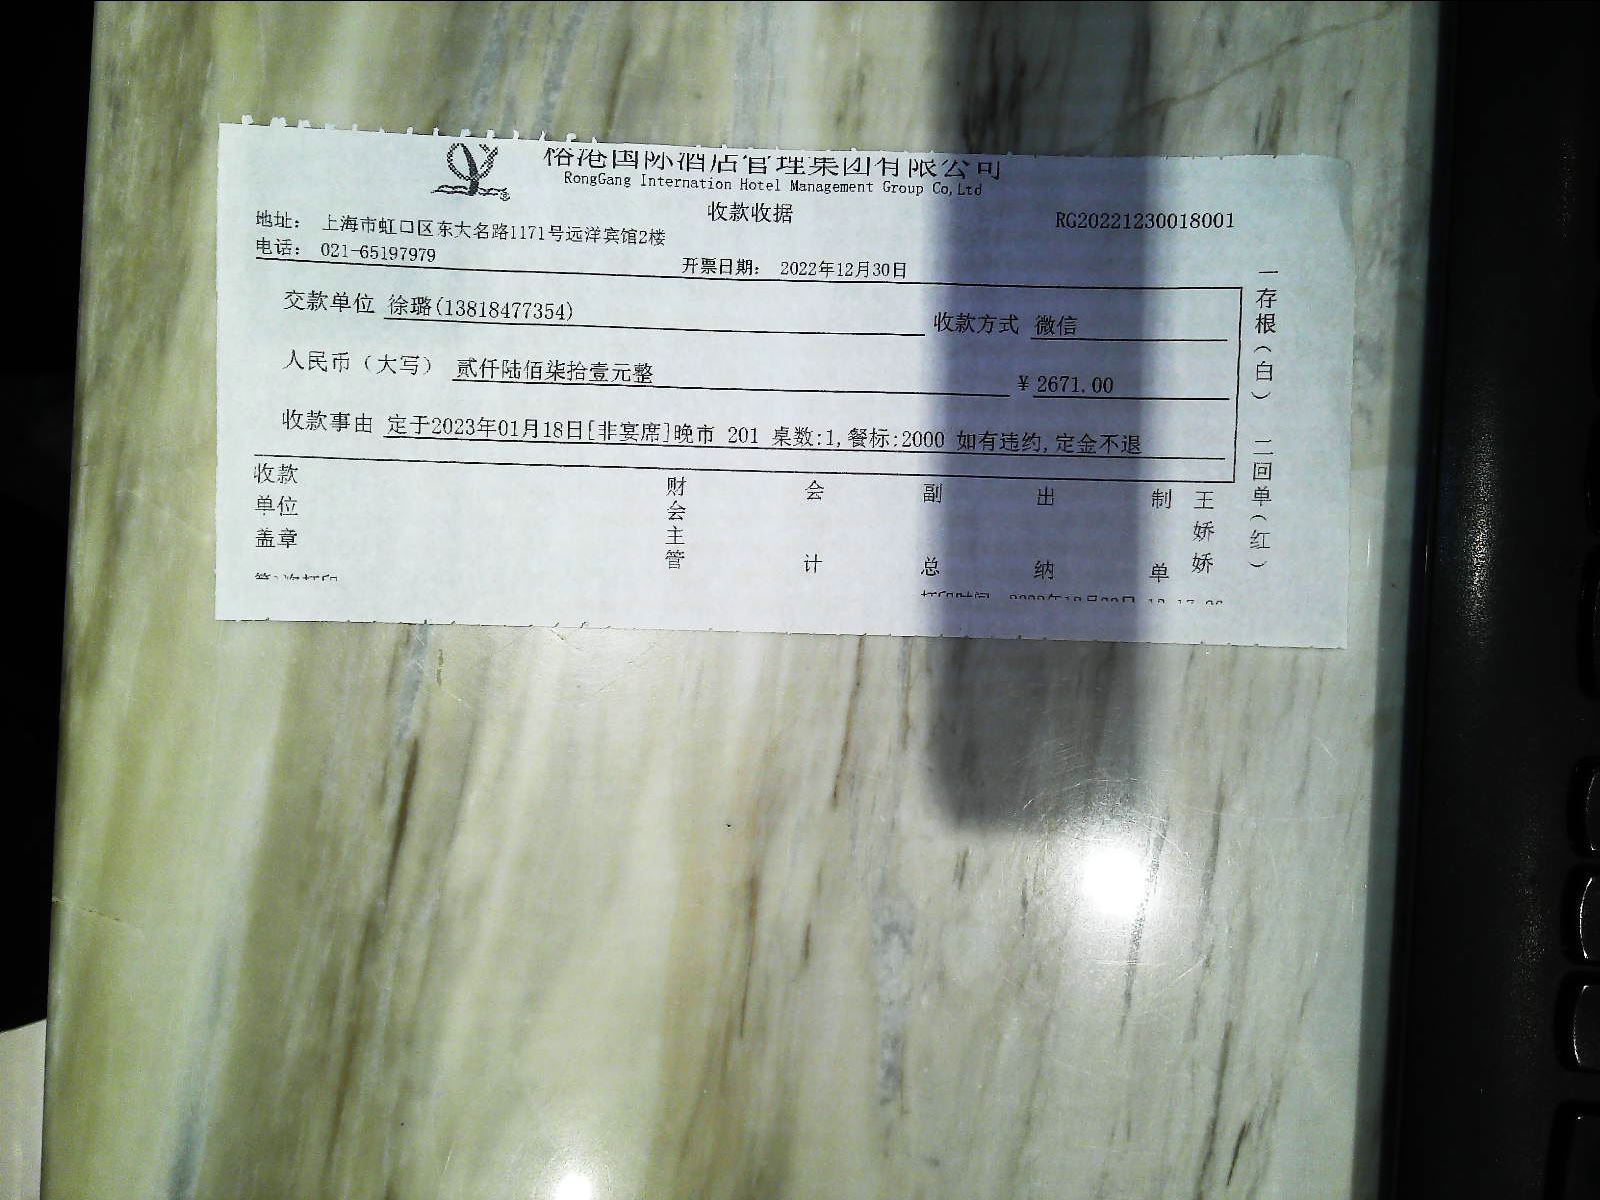 榕港国际酒店管理集团有限公司
RongGang Internation Hotel Management Group Co,Ltd
收款收据
RG20221230018001
地址： 上海市虹口区东大名路1171号远洋宾馆2楼
电话： 021-65197979
开票日期： 2022年12月30日
交款单位 徐璐(13818477354) 收款方式 微信
人民币（大写） 贰仟陆佰柒拾壹元整 ￥2671.00
收款事由 定于2023年01月18日[非宴席]晚市 201 桌数:1,餐标:2000 如有违约,定金不退
收款单位盖章
财会主管
会计
副总
出纳
制单
王娇娇
一存根（白） 二回单（红）